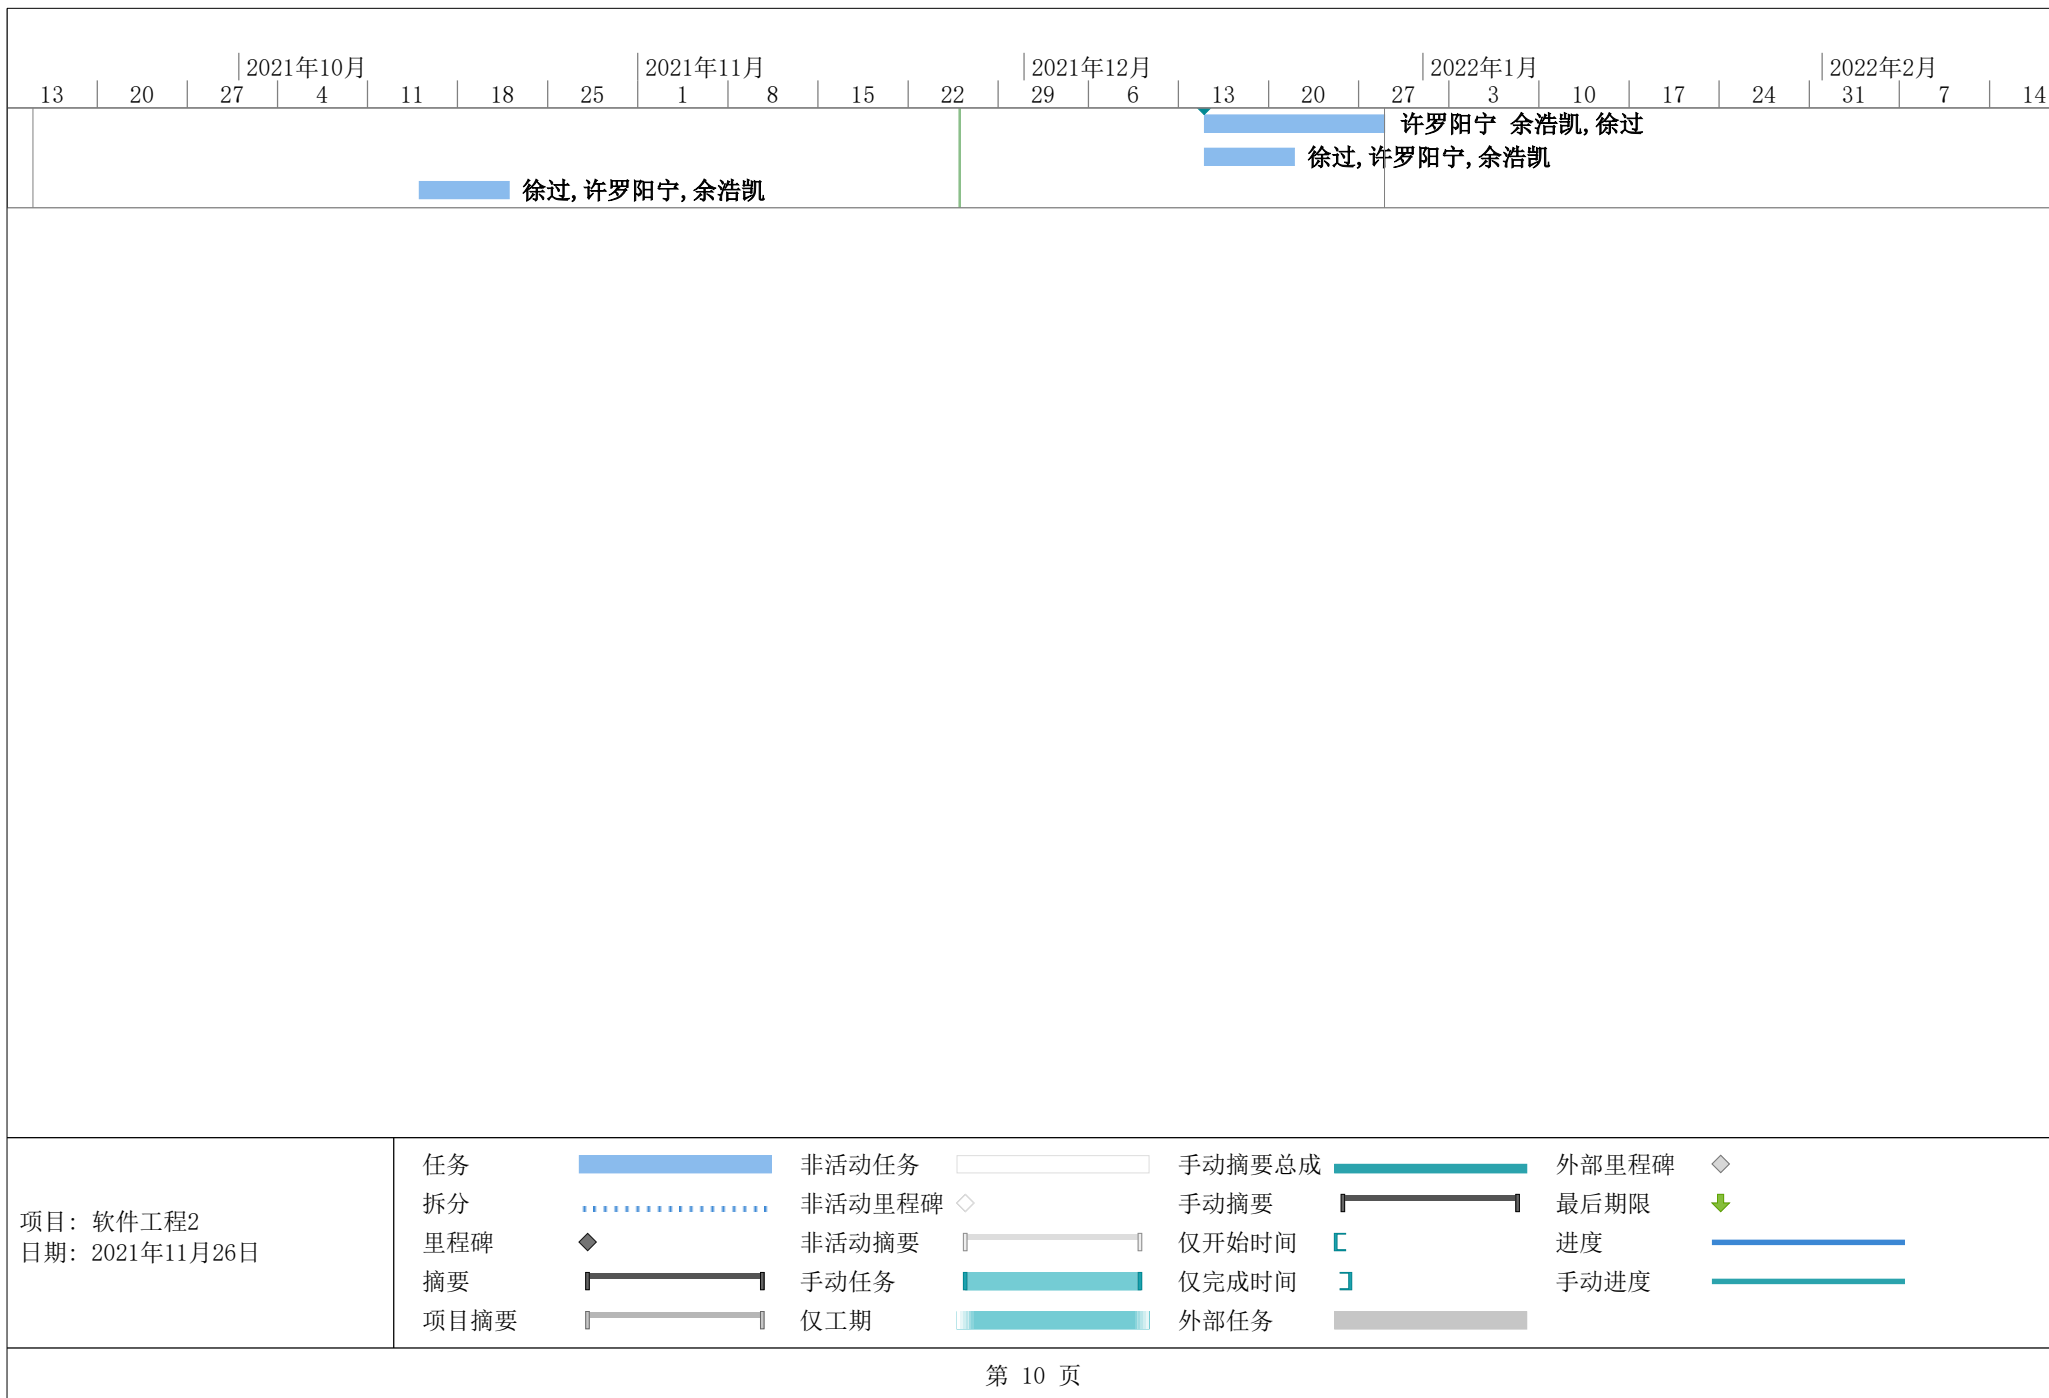 2021年10月 2021年11月 2021年12月 2022年1月 2022年2月
13 20 27 4 11 18 25 1 8 15 22 29 6 13 20 27 3 10 17 24 31 7 14
许罗阳宁 余浩凯,徐过
徐过,许罗阳宁,余浩凯
徐过,许罗阳宁,余浩凯
项目: 软件工程2
日期: 2021年11月26日
任务 非活动任务 手动摘要总成 外部里程碑
拆分 非活动里程碑 手动摘要 最后期限
里程碑 非活动摘要 仅开始时间 进度
摘要 手动任务 仅完成时间 手动进度
项目摘要 仅工期 外部任务
第 10 页